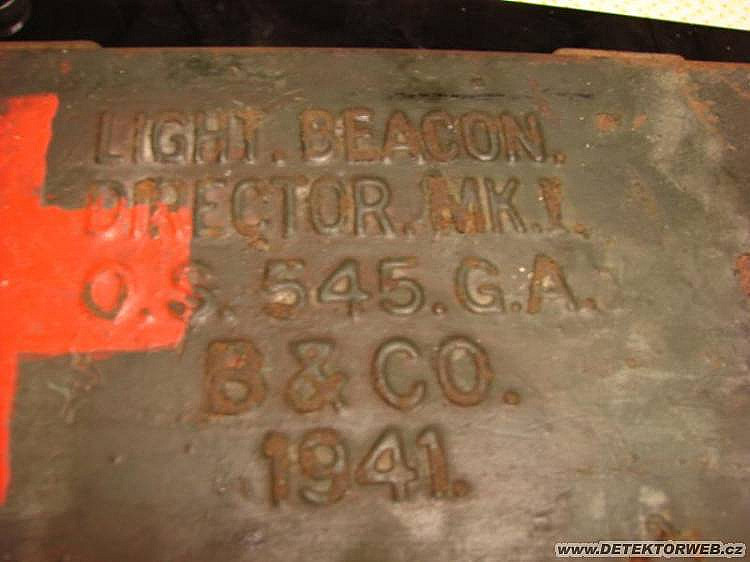 LIGHT. BEACON.
DIRECTOR. MK.I.
O.S. 545. G.A.
B & CO.
1941.
www.DETEKTORWEB.cz